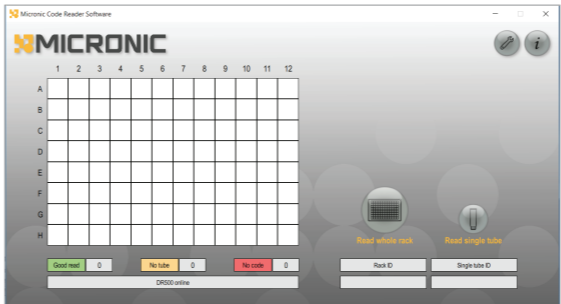 Micronic Code Reader Software
MICRONIC
i
1 2 3 4 5 6 7 8 9 10 11 12
A
B
C
D
E
F
G
H
Read whole rack Read single tube
Good read 0 No tube 0 No code 0 Rack ID Single tube ID
DR500 online